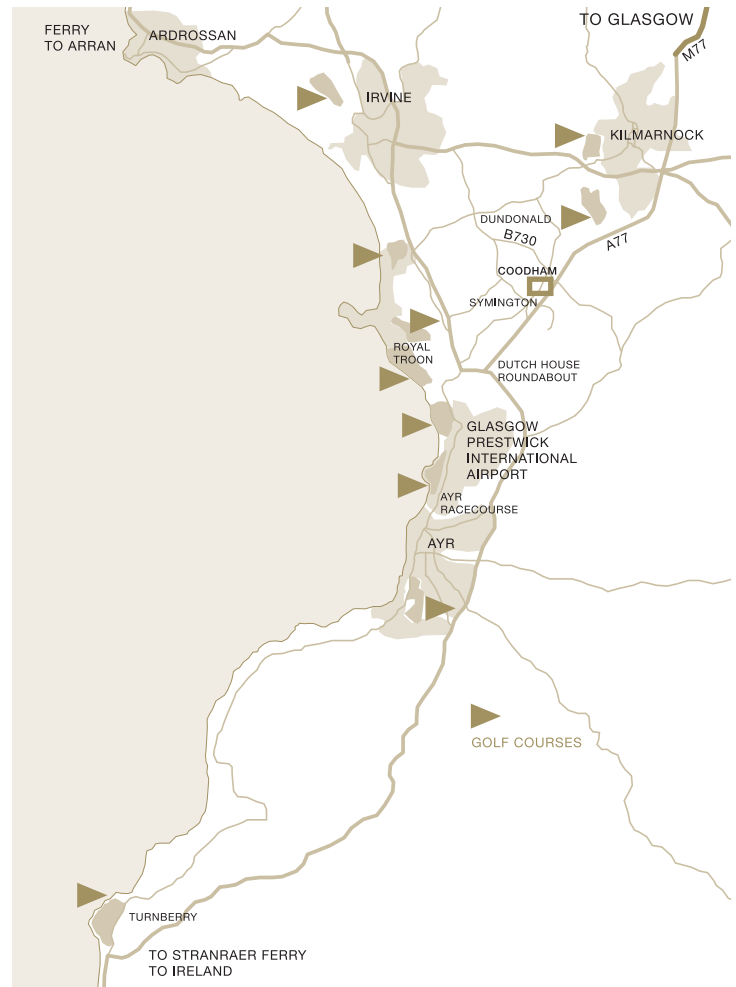 TO GLASGOW
FERRY
TO ARRAN
ARDROSSAN
M77
IRVINE
KILMARNOCK
DUNDONALD
B730
A77
COODHAM
SYMINGTON
ROYAL
TROON
DUTCH HOUSE
ROUNDABOUT
GLASGOW
PRESTWICK
INTERNATIONAL
AIRPORT
AYR
RACECOURSE
AYR
GOLF COURSES
TURNBERRY
TO STRANRAER FERRY
TO IRELAND